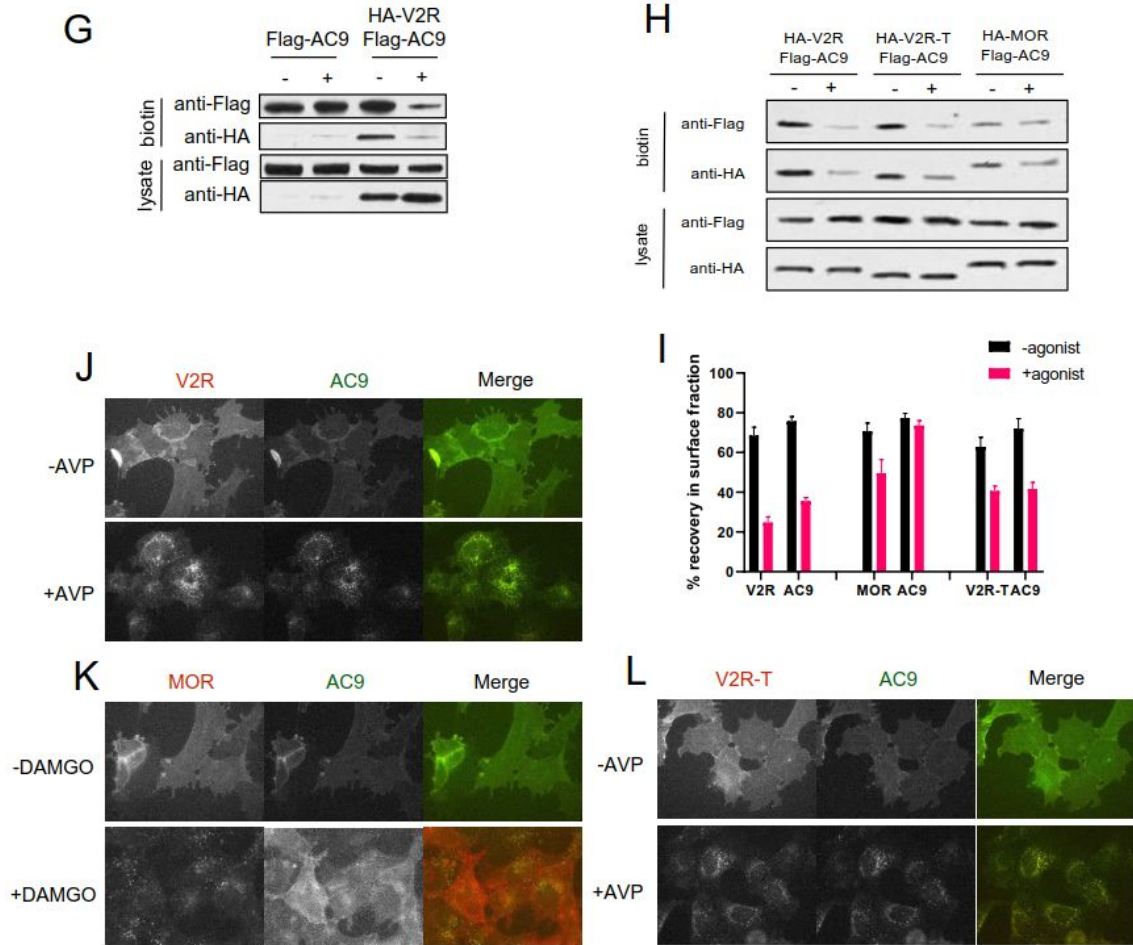 G
Flag-AC9
HA-V2R
Flag-AC9
- + - +
biotin
anti-Flag
anti-HA
lysate
anti-Flag
anti-HA
H
HA-V2R
Flag-AC9
HA-V2R-T
Flag-AC9
HA-MOR
Flag-AC9
- + - + - +
biotin
anti-Flag
anti-HA
lysate
anti-Flag
anti-HA
J
V2R AC9 Merge
-AVP
+AVP
I
-agonist
+agonist
% recovery in surface fraction
100
80
60
40
20
0
V2R AC9 MOR AC9 V2R-T AC9
K
MOR AC9 Merge
-DAMGO
+DAMGO
L
V2R-T AC9 Merge
-AVP
+AVP